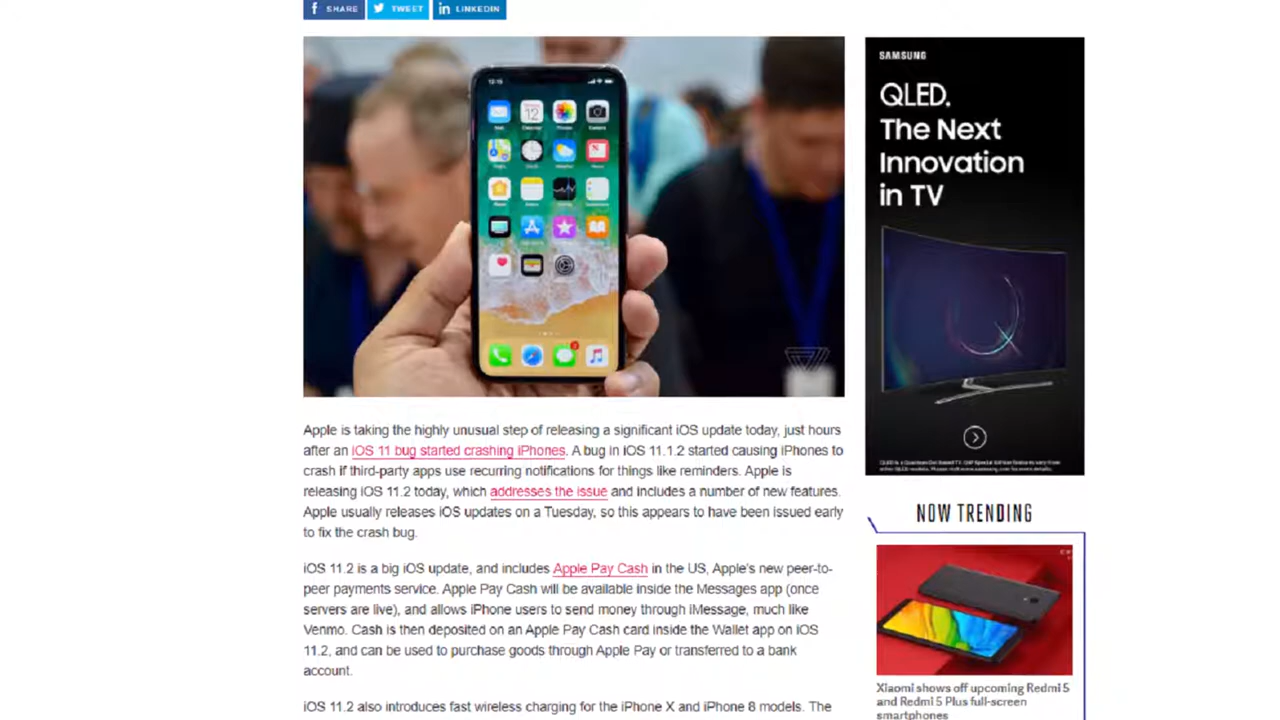 SHARE
TWEET
LINKEDIN
12:15
12
Apple is taking the highly unusual step of releasing a significant iOS update today, just hours
after an iOS 11 bug started crashing iPhones. A bug in iOS 11.1.2 started causing iPhones to
crash if third-party apps use recurring notifications for things like reminders. Apple is
releasing iOS 11.2 today, which addresses the issue and includes a number of new features.
Apple usually releases iOS updates on a Tuesday, so this appears to have been issued early
to fix the crash bug.
iOS 11.2 is a big iOS update, and includes Apple Pay Cash in the US, Apple's new peer-to-
peer payments service. Apple Pay Cash will be available inside the Messages app (once
servers are live), and allows iPhone users to send money through iMessage, much like
Venmo. Cash is then deposited on an Apple Pay Cash card inside the Wallet app on iOS
11.2, and can be used to purchase goods through Apple Pay or transferred to a bank
account.
iOS 11.2 also introduces fast wireless charging for the iPhone X and iPhone 8 models. The
SAMSUNG
QLED.
The Next
Innovation
in TV
NOW TRENDING
Xiaomi shows off upcoming Redmi 5
and Redmi 5 Plus full-screen
smartphones